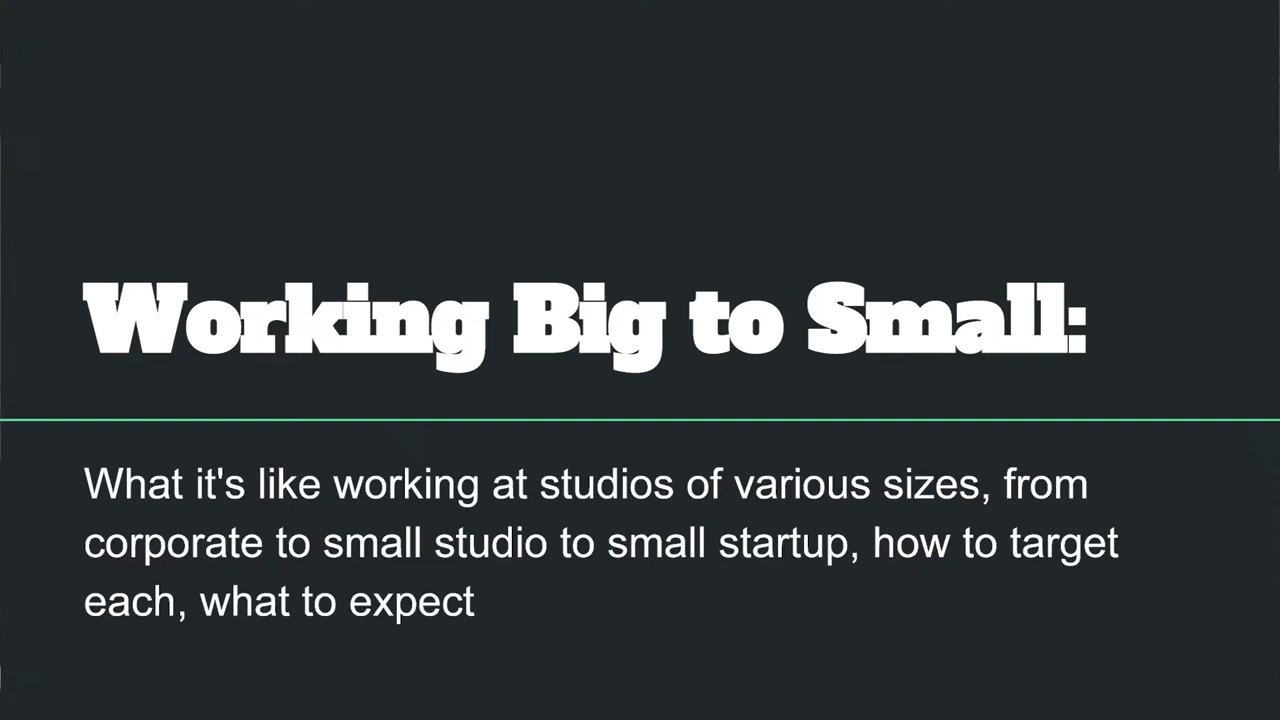 Working Big to Small:
What it's like working at studios of various sizes, from
corporate to small studio to small startup, how to target
each, what to expect